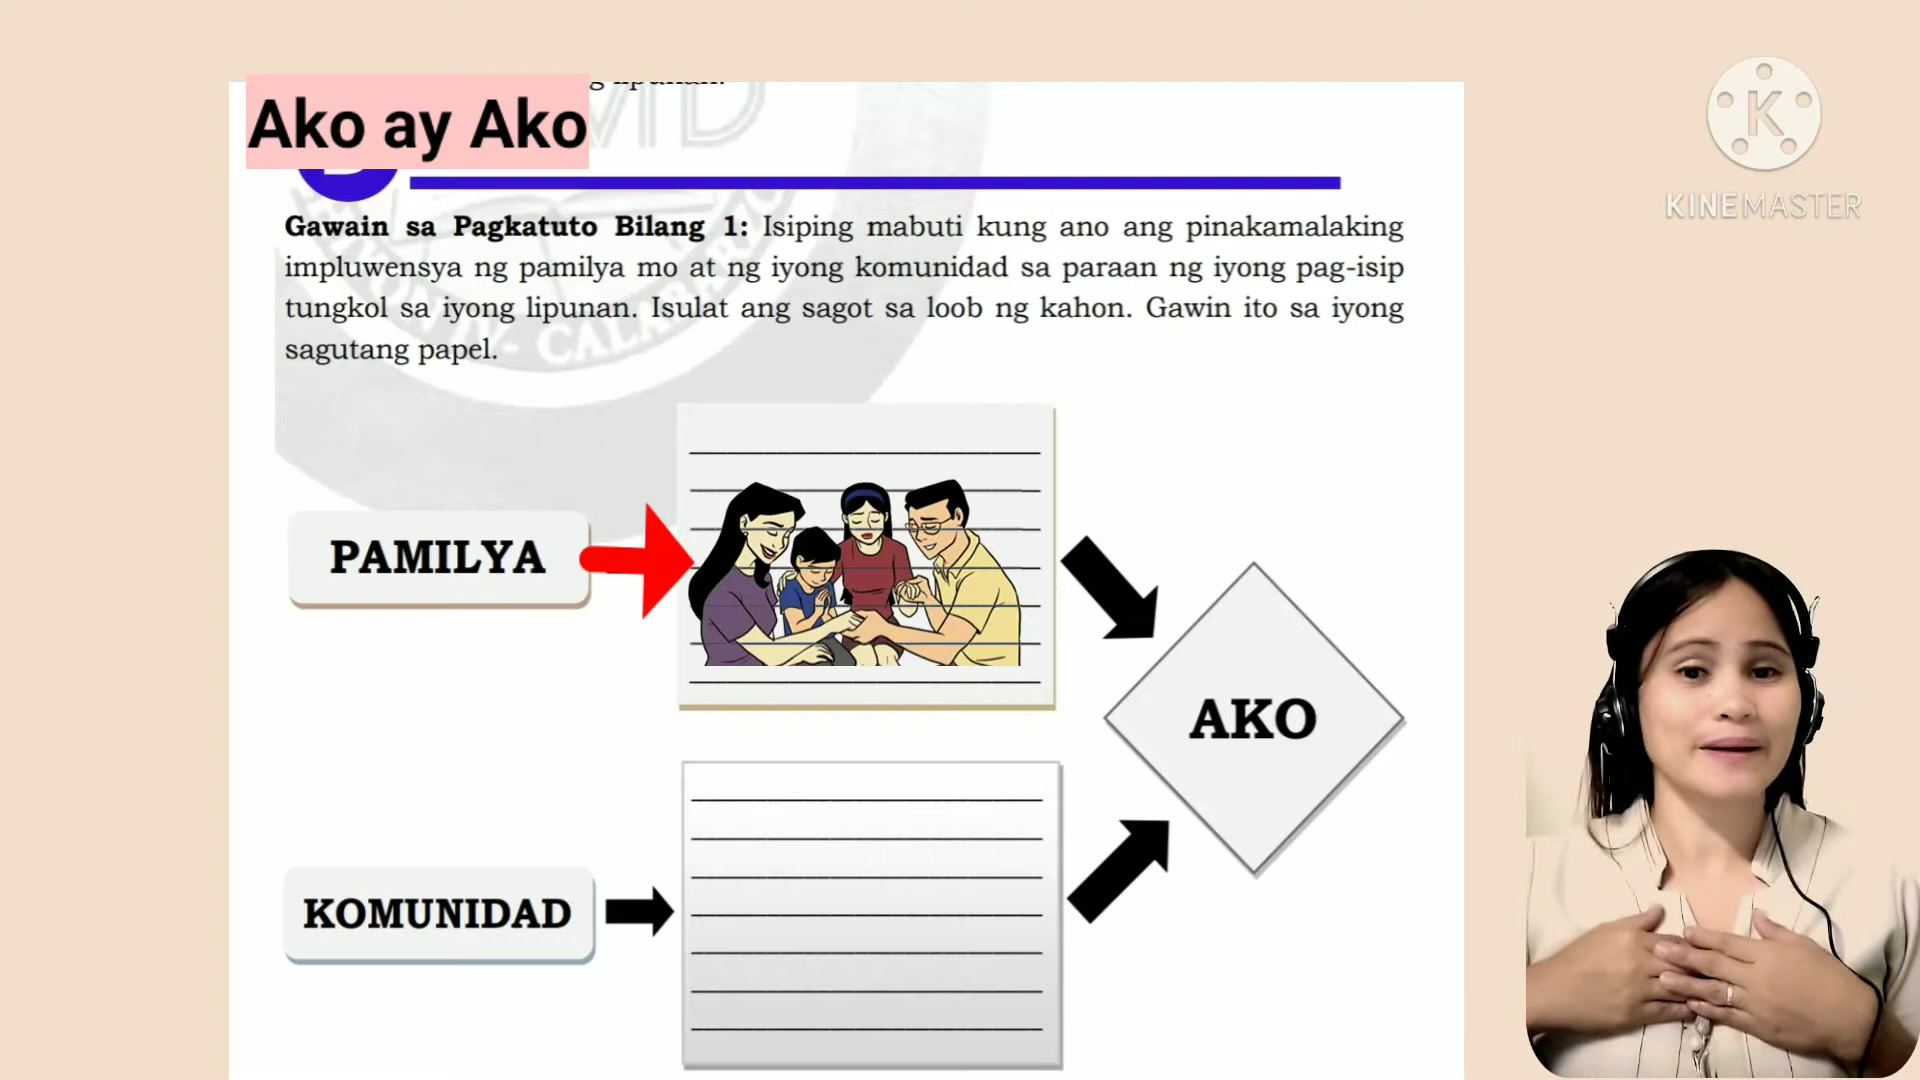 g lipunan.
Ako ay Ako
Gawain sa Pagkatuto Bilang 1: Isiping mabuti kung ano ang pinakamalaking
impluwensya ng pamilya mo at ng iyong komunidad sa paraan ng iyong pag-isip
tungkol sa iyong lipunan. Isulat ang sagot sa loob ng kahon. Gawin ito sa iyong
sagutang papel.
PAMILYA
AKO
KOMUNIDAD
K
KINEMASTER
CALABARZO